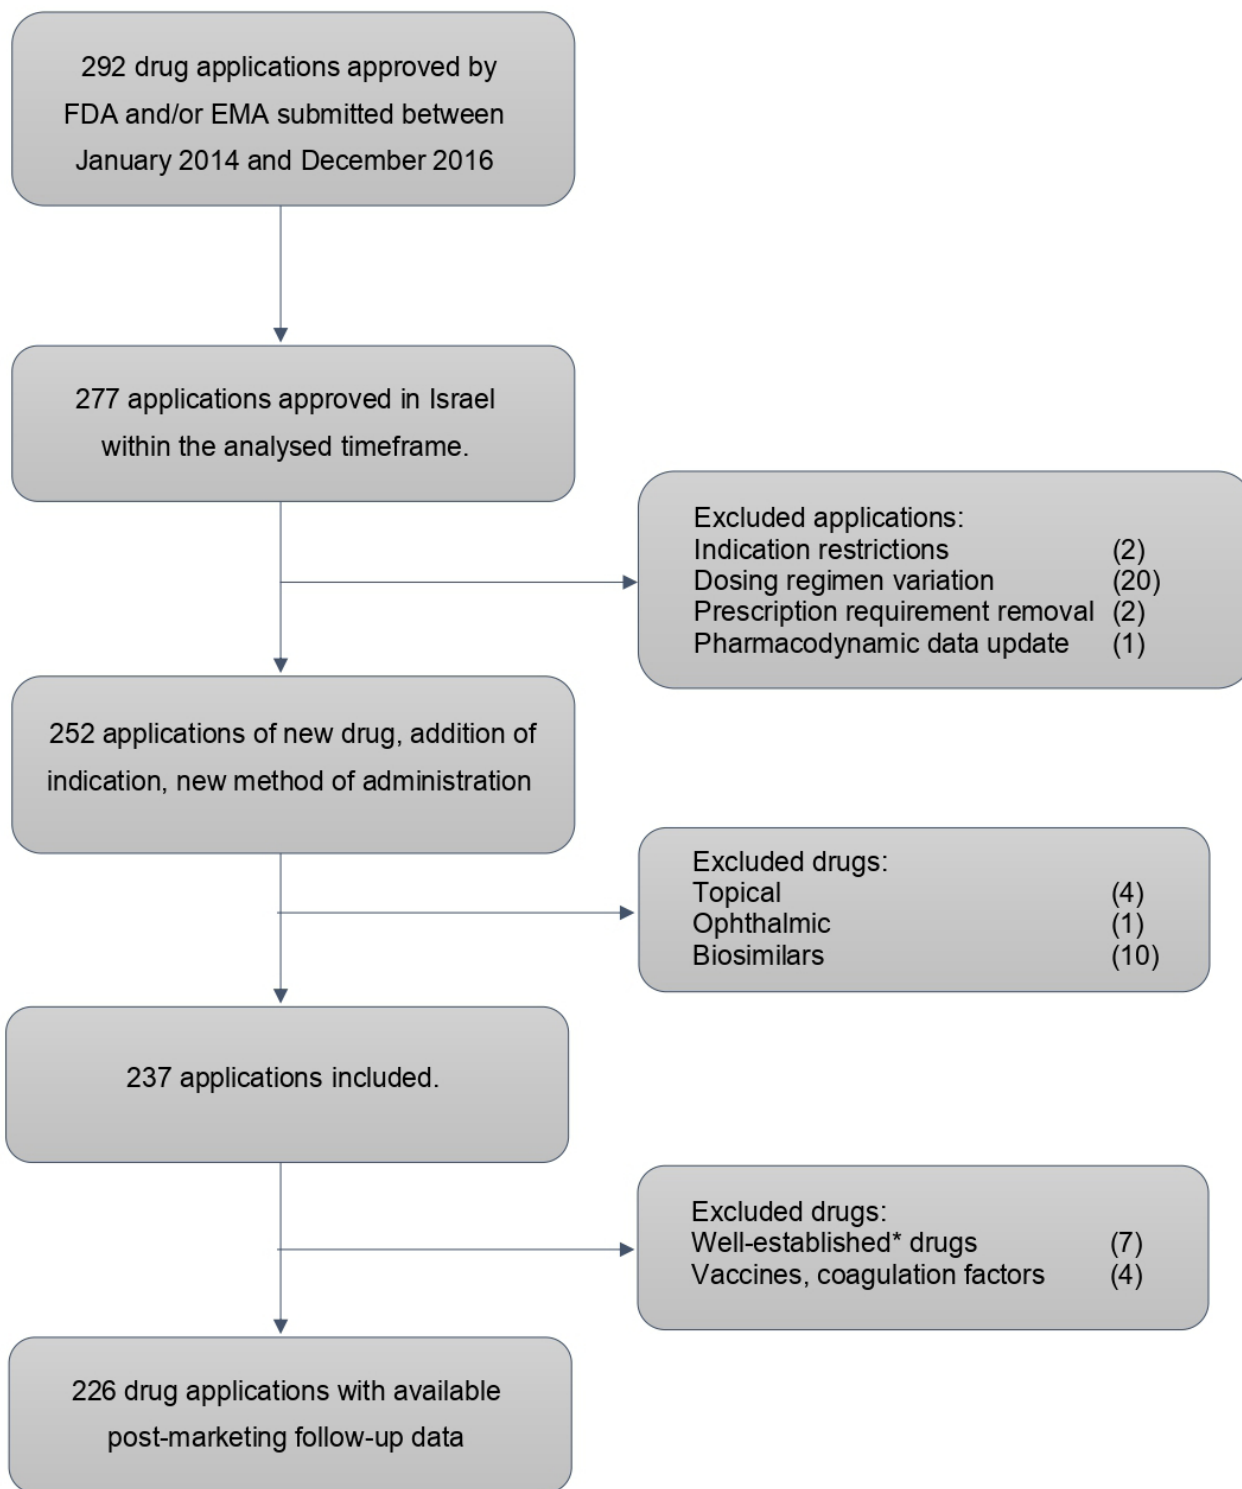 292 drug applications approved by
FDA and/or EMA submitted between
January 2014 and December 2016
277 applications approved in Israel
within the analysed timeframe.
Excluded applications:
Indication restrictions (2)
Dosing regimen variation (20)
Prescription requirement removal (2)
Pharmacodynamic data update (1)
252 applications of new drug, addition of
indication, new method of administration
Excluded drugs:
Topical (4)
Ophthalmic (1)
Biosimilars (10)
237 applications included.
Excluded drugs:
Well-established* drugs (7)
Vaccines, coagulation factors (4)
226 drug applications with available
post-marketing follow-up data